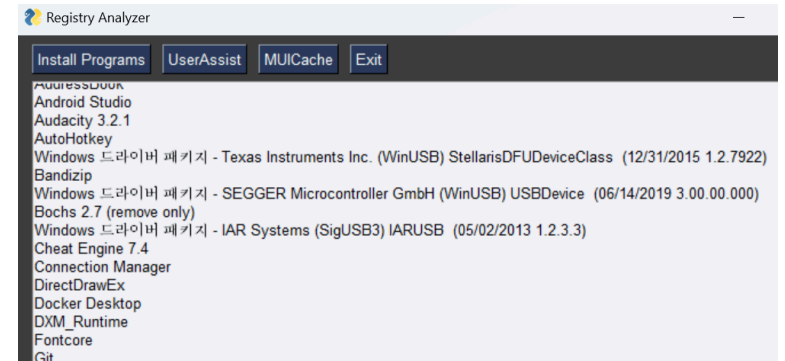 Registry Analyzer
Install Programs UserAssist MUICache Exit
AddressBook
Android Studio
Audacity 3.2.1
AutoHotkey
Windows 드라이버 패키지 - Texas Instruments Inc. (WinUSB) StellarisDFUDeviceClass  (12/31/2015 1.2.7922)
Bandizip
Windows 드라이버 패키지 - SEGGER Microcontroller GmbH (WinUSB) USBDevice  (06/14/2019 3.00.00.000)
Bochs 2.7 (remove only)
Windows 드라이버 패키지 - IAR Systems (SigUSB3) IARUSB  (05/02/2013 1.2.3.3)
Cheat Engine 7.4
Connection Manager
DirectDrawEx
Docker Desktop
DXM_Runtime
Fontcore
Git